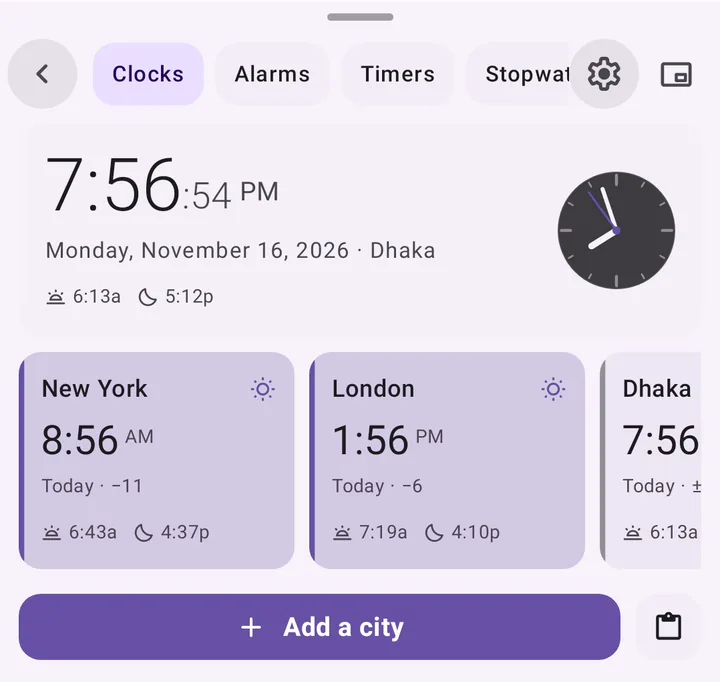 Clocks Alarms Timers Stopwat
7:56:54 PM
Monday, November 16, 2026 · Dhaka
6:13a 5:12p
New York
8:56 AM
Today · −11
6:43a 4:37p
London
1:56 PM
Today · −6
7:19a 4:10p
Dhaka
7:56
Today · ±
6:13a
+ Add a city